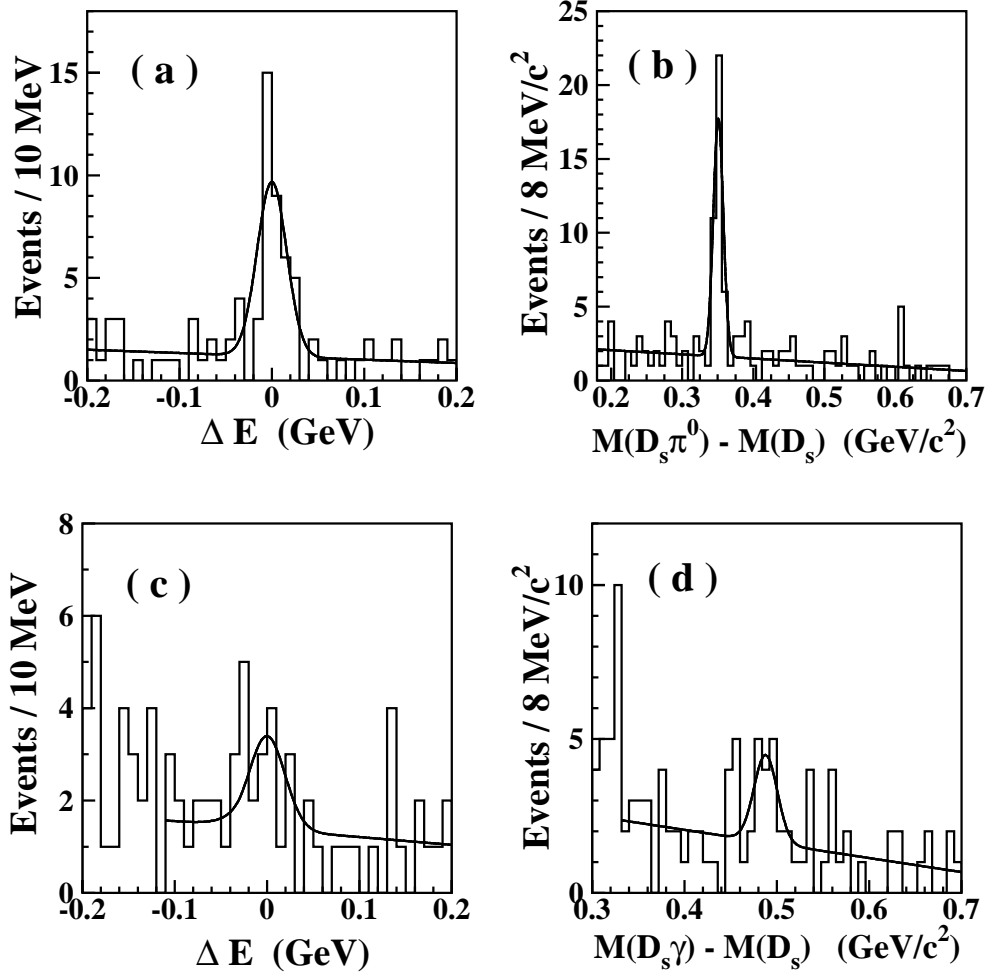 ( a )
Events / 10 MeV
15
10
5
0
-0.2 -0.1 0 0.1 0.2
Δ E (GeV)
( b )
Events / 8 MeV/c²
25
20
15
10
5
0
0.2 0.3 0.4 0.5 0.6 0.7
M(Dₛπ⁰) - M(Dₛ) (GeV/c²)
( c )
Events / 10 MeV
8
6
4
2
0
-0.2 -0.1 0 0.1 0.2
Δ E (GeV)
( d )
Events / 8 MeV/c²
10
5
0
0.3 0.4 0.5 0.6 0.7
M(Dₛγ) - M(Dₛ) (GeV/c²)